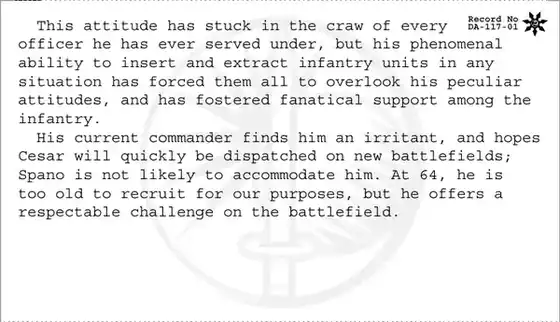 This attitude has stuck in the craw of every
Record No
DA-117-01
officer he has ever served under, but his phenomenal
ability to insert and extract infantry units in any
situation has forced them all to overlook his peculiar
attitudes, and has fostered fanatical support among the
infantry.
His current commander finds him an irritant, and hopes
Cesar will quickly be dispatched on new battlefields;
Spano is not likely to accommodate him. At 64, he is
too old to recruit for our purposes, but he offers a
respectable challenge on the battlefield.